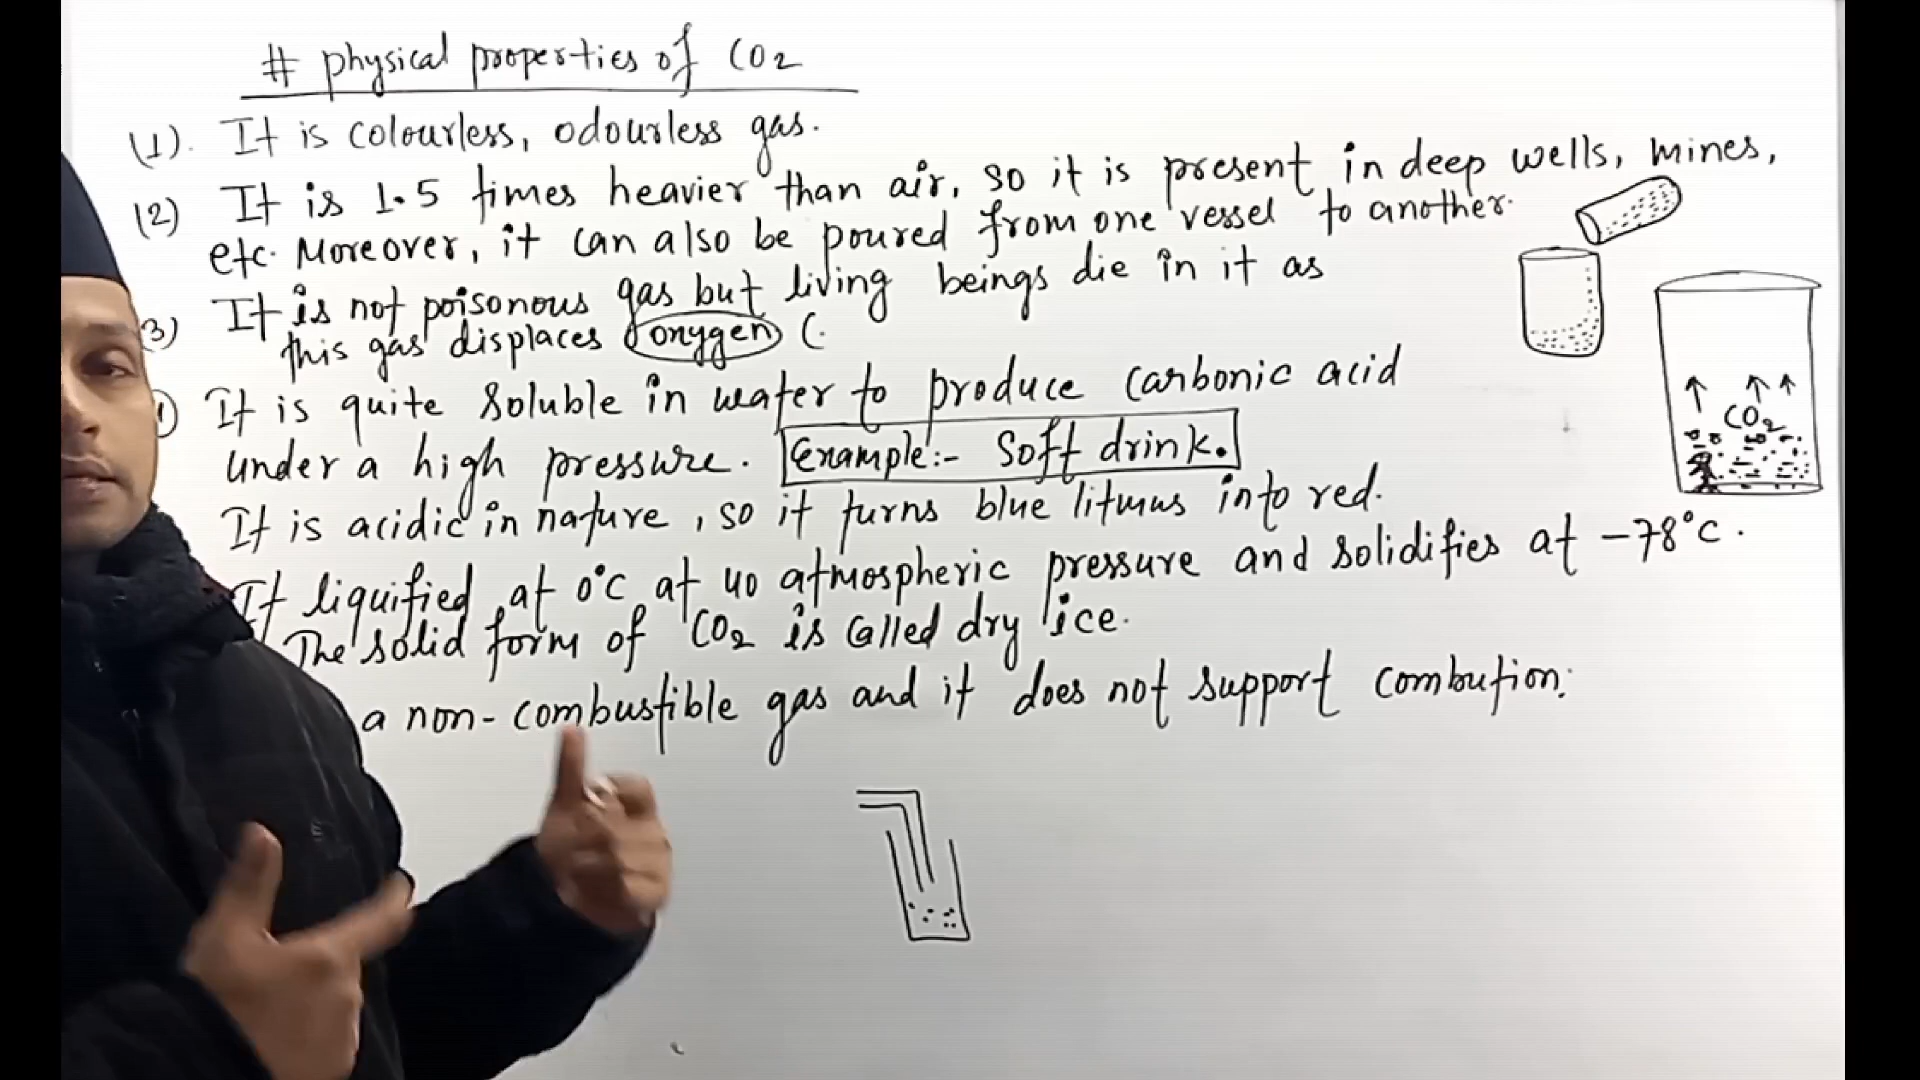 # physical properties of CO2
(1). It is colourless, odourless gas.
(2) It is 1.5 times heavier than air, so it is present in deep wells, mines,
etc. Moreover, it can also be poured from one vessel to another.
(3) It is not poisonous gas but living beings die in it as
this gas displaces oxygen (.
It is quite soluble in water to produce carbonic acid
under a high pressure. Example:- Soft drink.
It is acidic in nature, so it turns blue litmus into red.
It liquified at 0°C at 40 atmospheric pressure and solidifies at -78°C.
The solid form of CO2 is called dry ice.
a non-combustible gas and it does not support combution.
CO2